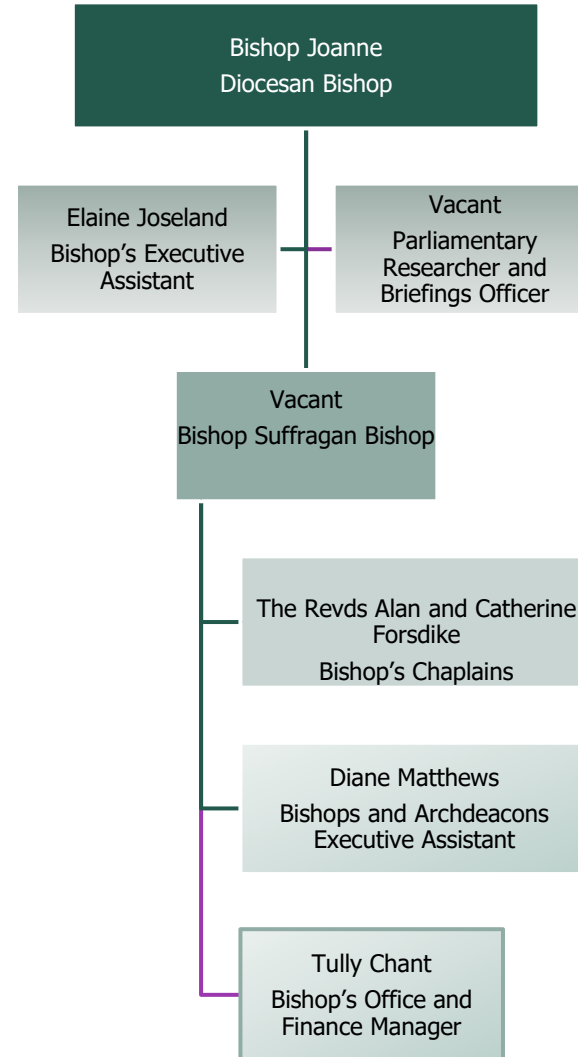 Bishop Joanne
Diocesan Bishop
Elaine Joseland
Bishop’s Executive
Assistant
Vacant
Parliamentary
Researcher and
Briefings Officer
Vacant
Bishop Suffragan Bishop
The Revds Alan and Catherine
Forsdike
Bishop’s Chaplains
Diane Matthews
Bishops and Archdeacons
Executive Assistant
Tully Chant
Bishop’s Office and
Finance Manager